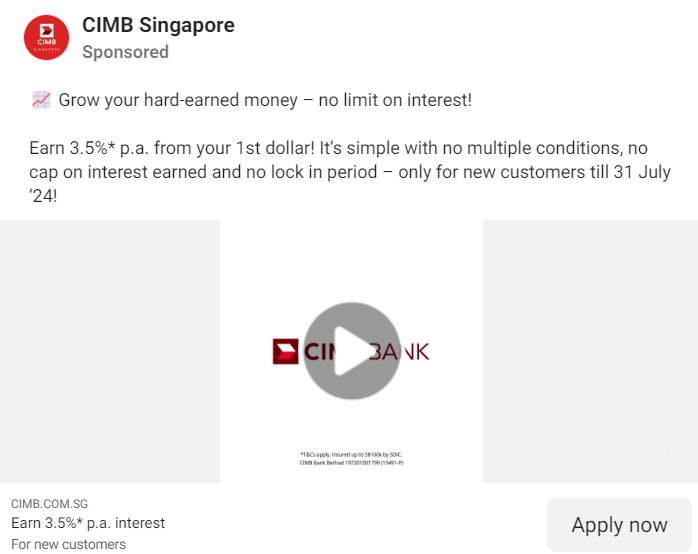 CIMB
SINGAPORE
CIMB Singapore
Sponsored
📈 Grow your hard-earned money – no limit on interest!
Earn 3.5%* p.a. from your 1st dollar! It's simple with no multiple conditions, no
cap on interest earned and no lock in period – only for new customers till 31 July
‘24!
CIMB BANK
*T&Cs apply. Insured up to S$100k by SDIC.
CIMB Bank Berhad 197201001799 (13491-P)
CIMB.COM.SG
Earn 3.5%* p.a. interest
For new customers
Apply now